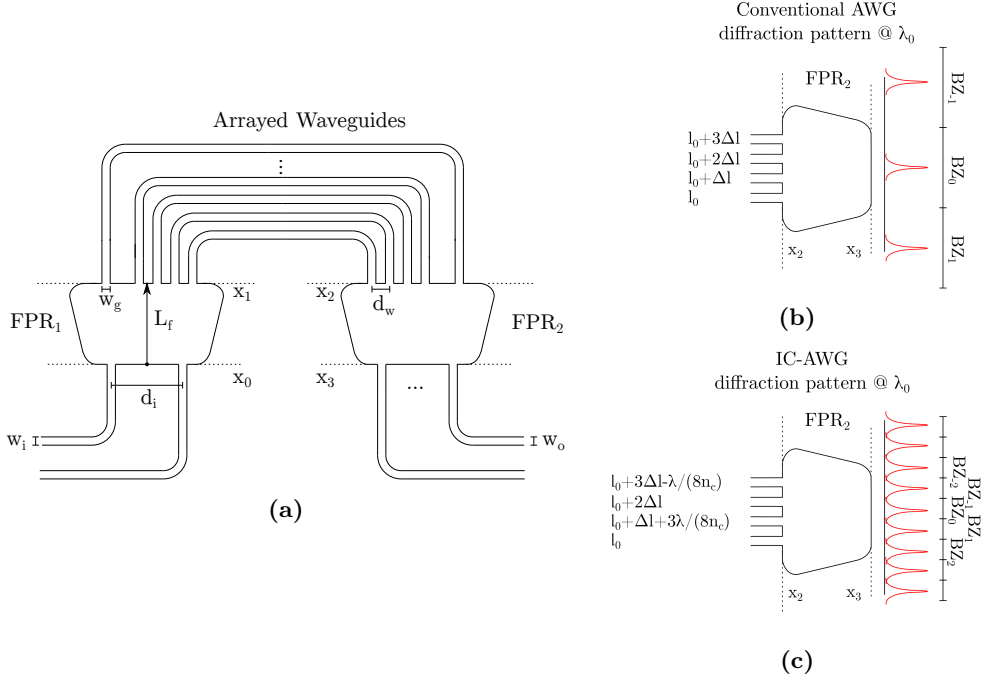 Arrayed Waveguides
...
w_g
x_1
x_2
d_w
FPR_1
L_f
FPR_2
x_0
x_3
d_i
...
w_i
w_o
(a)
Conventional AWG
diffraction pattern @ λ_0
FPR_2
l_0+3Δl
l_0+2Δl
l_0+Δl
l_0
x_2
x_3
BZ_-1
BZ_0
BZ_1
(b)
IC-AWG
diffraction pattern @ λ_0
FPR_2
l_0+3Δl-λ/(8n_c)
l_0+2Δl
l_0+Δl+3λ/(8n_c)
l_0
x_2
x_3
BZ_-2
BZ_-1
BZ_0
BZ_1
BZ_2
(c)